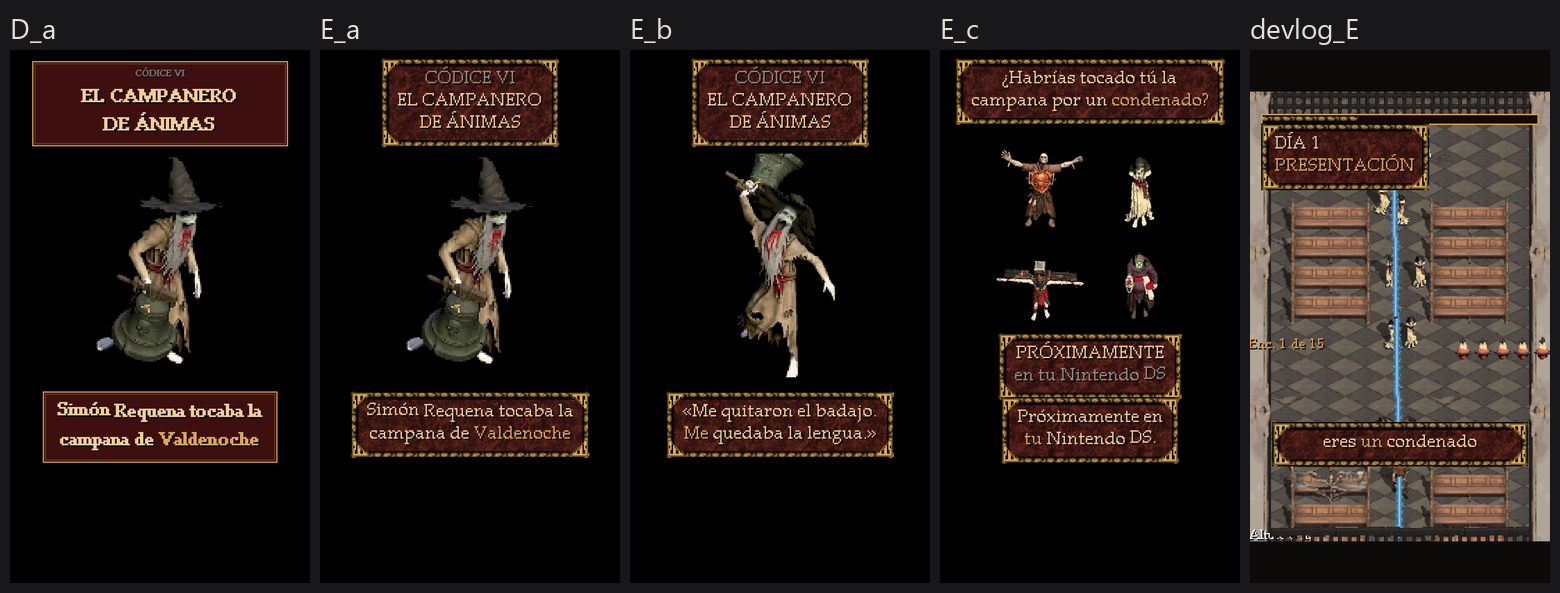 D_a
CÓDICE VI
EL CAMPANERO
DE ÁNIMAS
Simón Requena tocaba la
campana de Valdenoche
E_a
CÓDICE VI
EL CAMPANERO
DE ÁNIMAS
Simón Requena tocaba la
campana de Valdenoche
E_b
CÓDICE VI
EL CAMPANERO
DE ÁNIMAS
«Me quitaron el badajo.
Me quedaba la lengua.»
E_c
¿Habrías tocado tú la
campana por un condenado?
PRÓXIMAMENTE
en tu Nintendo DS
Próximamente en
tu Nintendo DS.
devlog_E
DÍA 1
PRESENTACIÓN
Enc. 1 de 15
eres un condenado